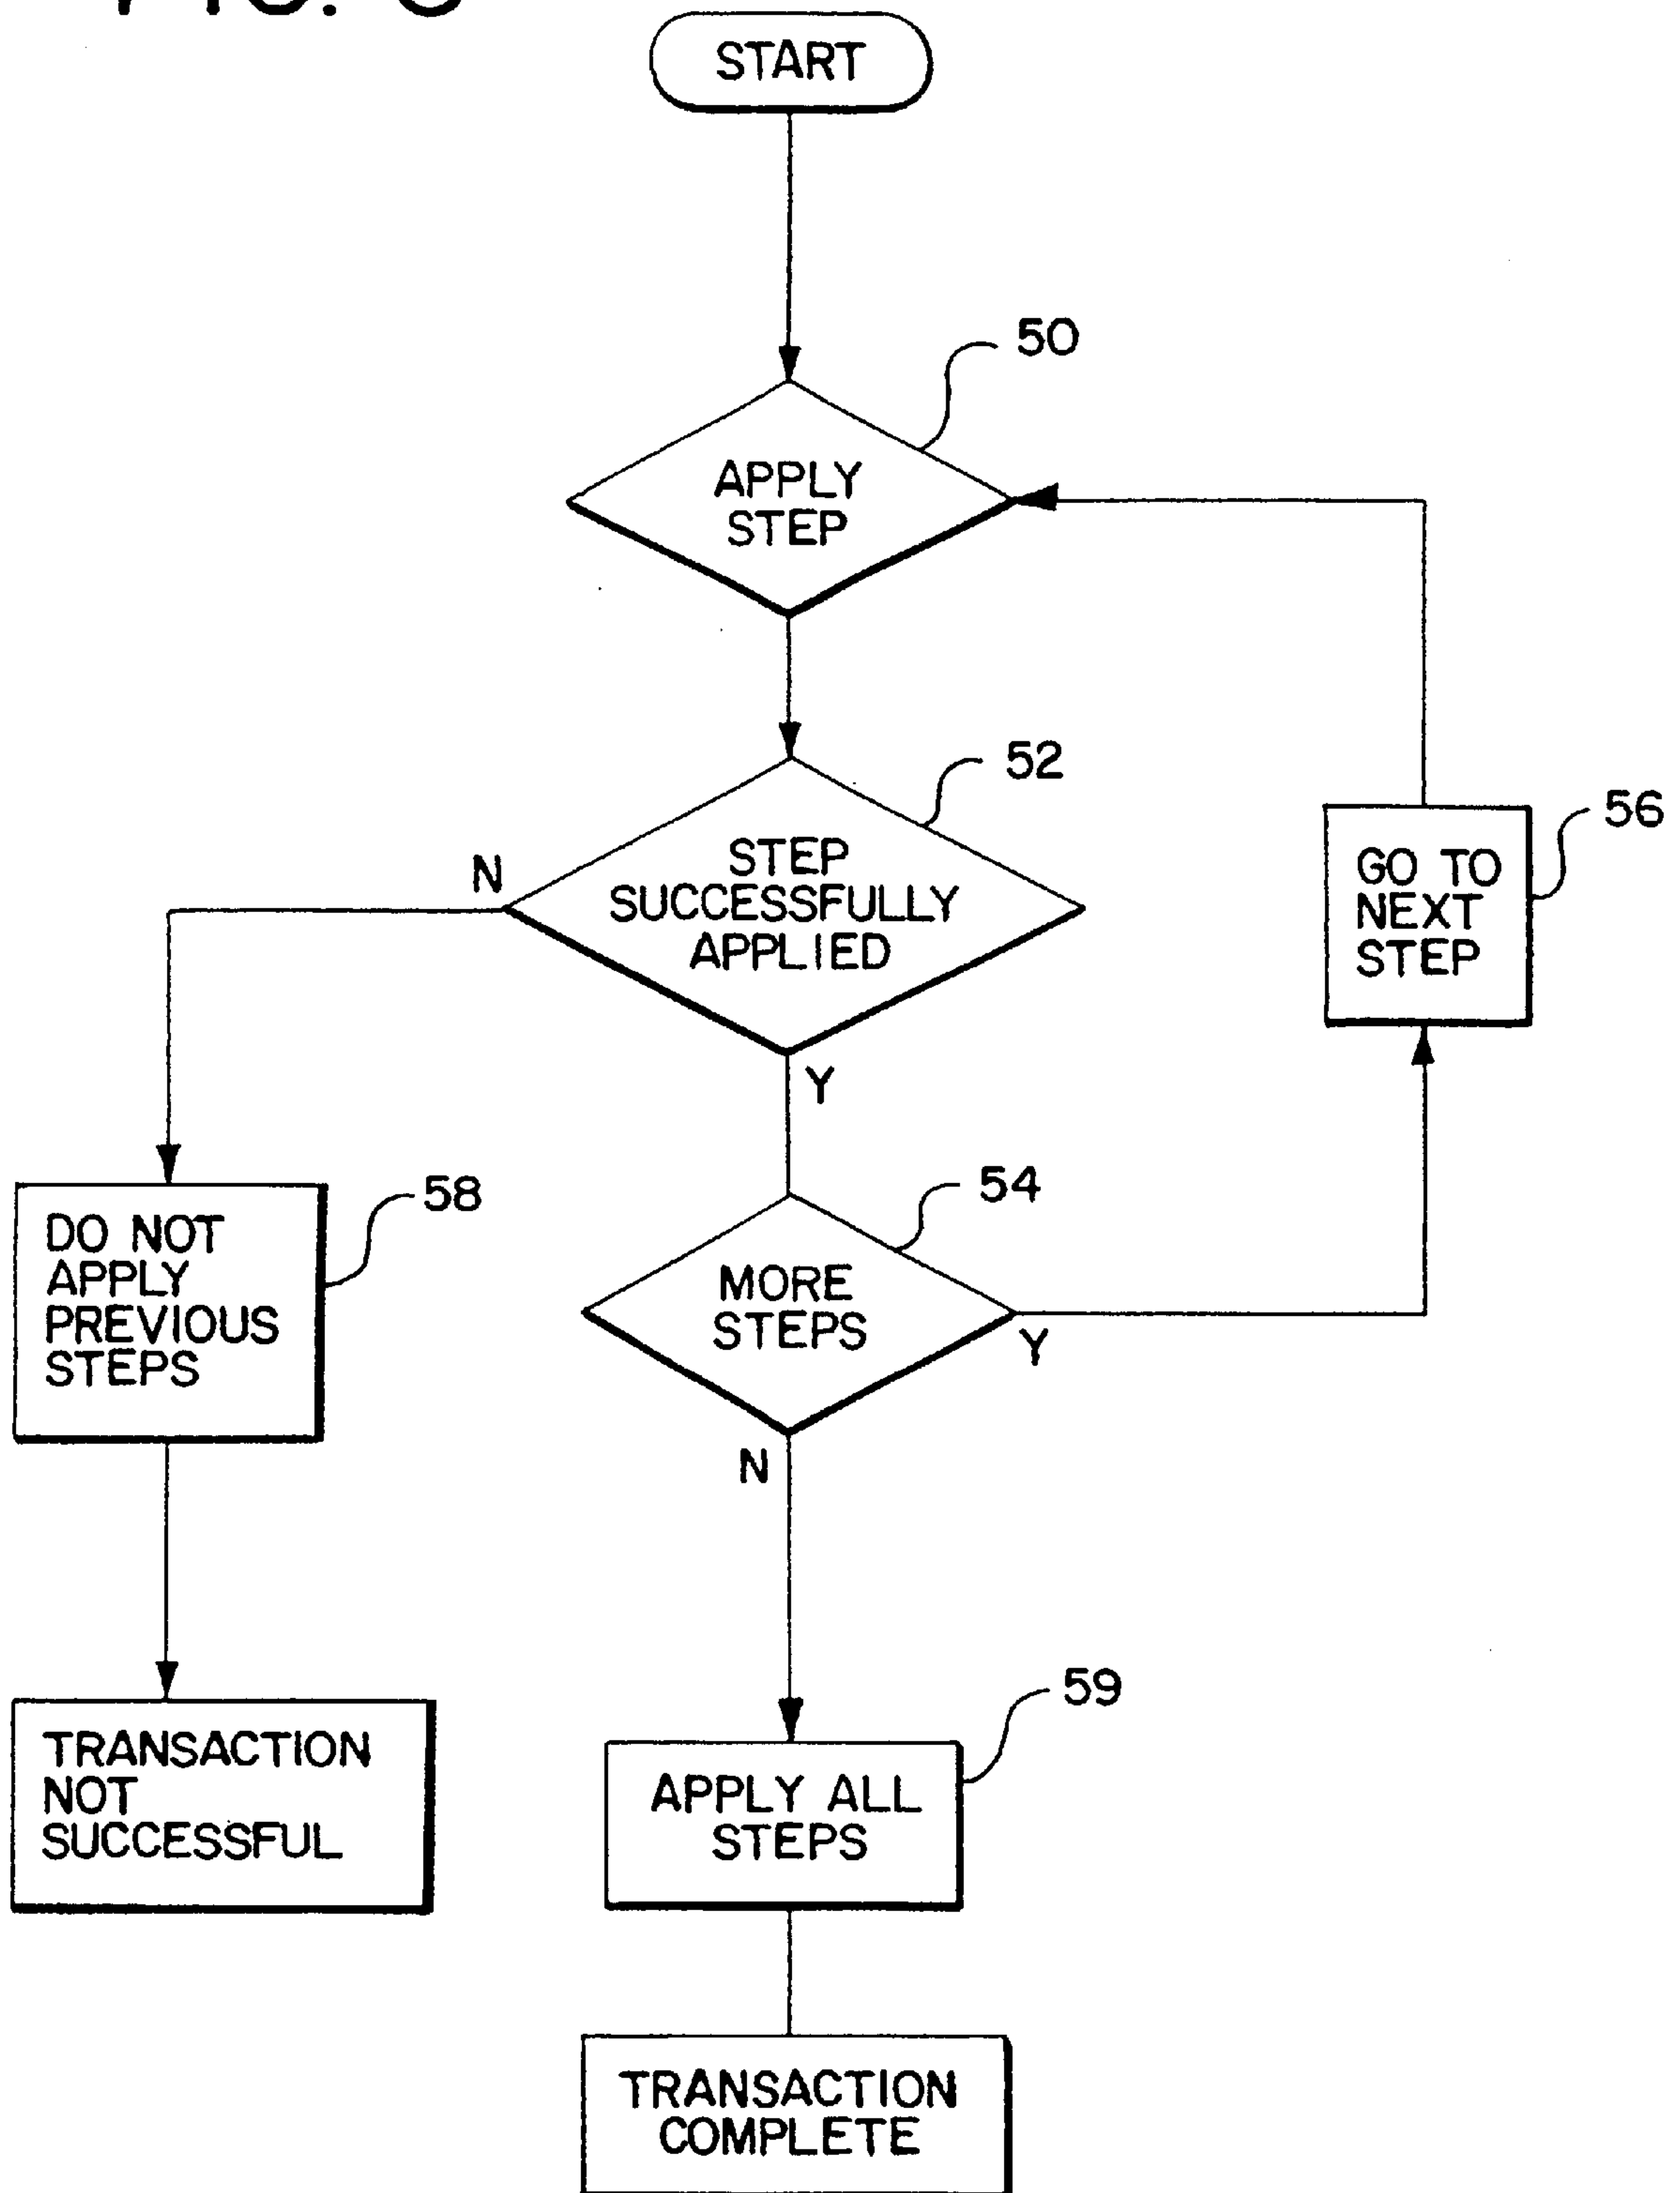 START
50
APPLY
STEP
52
STEP
SUCCESSFULLY
APPLIED
N
Y
56
GO TO
NEXT
STEP
58
DO NOT
APPLY
PREVIOUS
STEPS
54
MORE
STEPS
Y
N
TRANSACTION
NOT
SUCCESSFUL
59
APPLY ALL
STEPS
TRANSACTION
COMPLETE